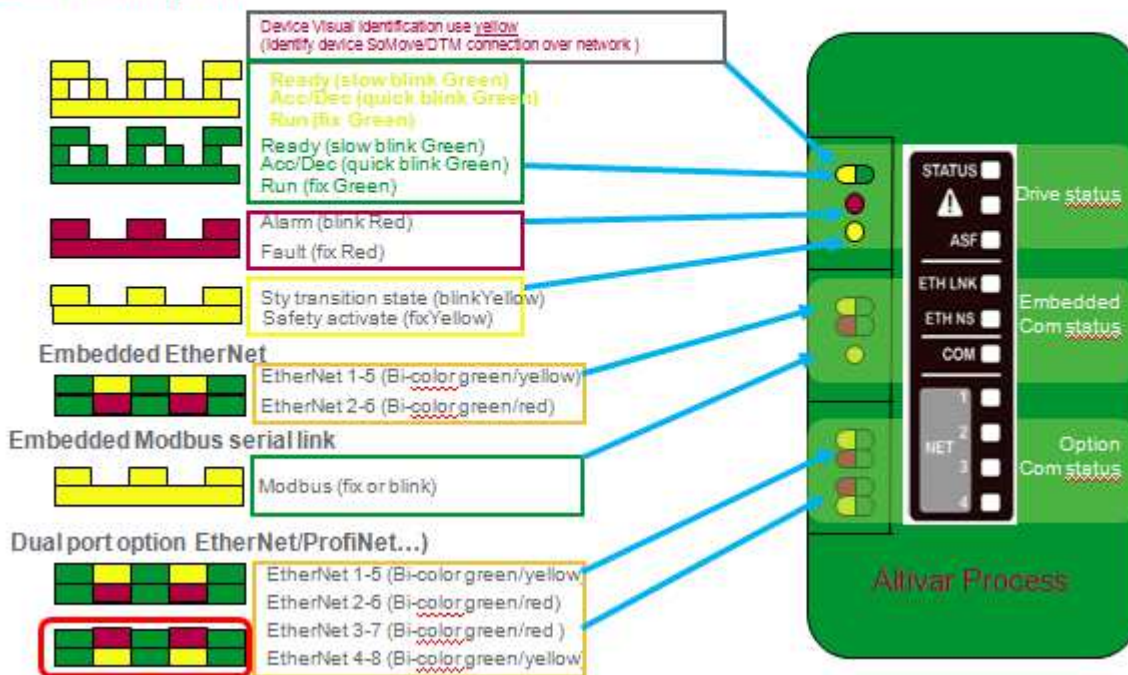 Device Visual Identification use yellow
(Identify device SoMove/DTM connection over network )
Ready (slow blink Green)
Acc/Dec (quick blink Green)
Run (fix Green)
Ready (slow blink Green)
Acc/Dec (quick blink Green)
Run (fix Green)
Alarm (blink Red)
Fault (fix Red)
Sty transition state (blinkYellow)
Safety activate (fixYellow)
Embedded EtherNet
EtherNet 1-5 (Bi-color green/yellow)
EtherNet 2-6 (Bi-color green/red)
Embedded Modbus serial link
Modbus (fix or blink)
Dual port option EtherNet/ProfiNet...)
EtherNet 1-5 (Bi-color green/yellow
EtherNet 2-6 (Bi-color green/red)
EtherNet 3-7 (Bi-color green/red )
EtherNet 4-8 (Bi-color green/yellow
STATUS
ASF
ETH LNK
ETH NS
COM
NET
1
2
3
4
Drive status
Embedded
Com status
Option
Com status
Altivar Process